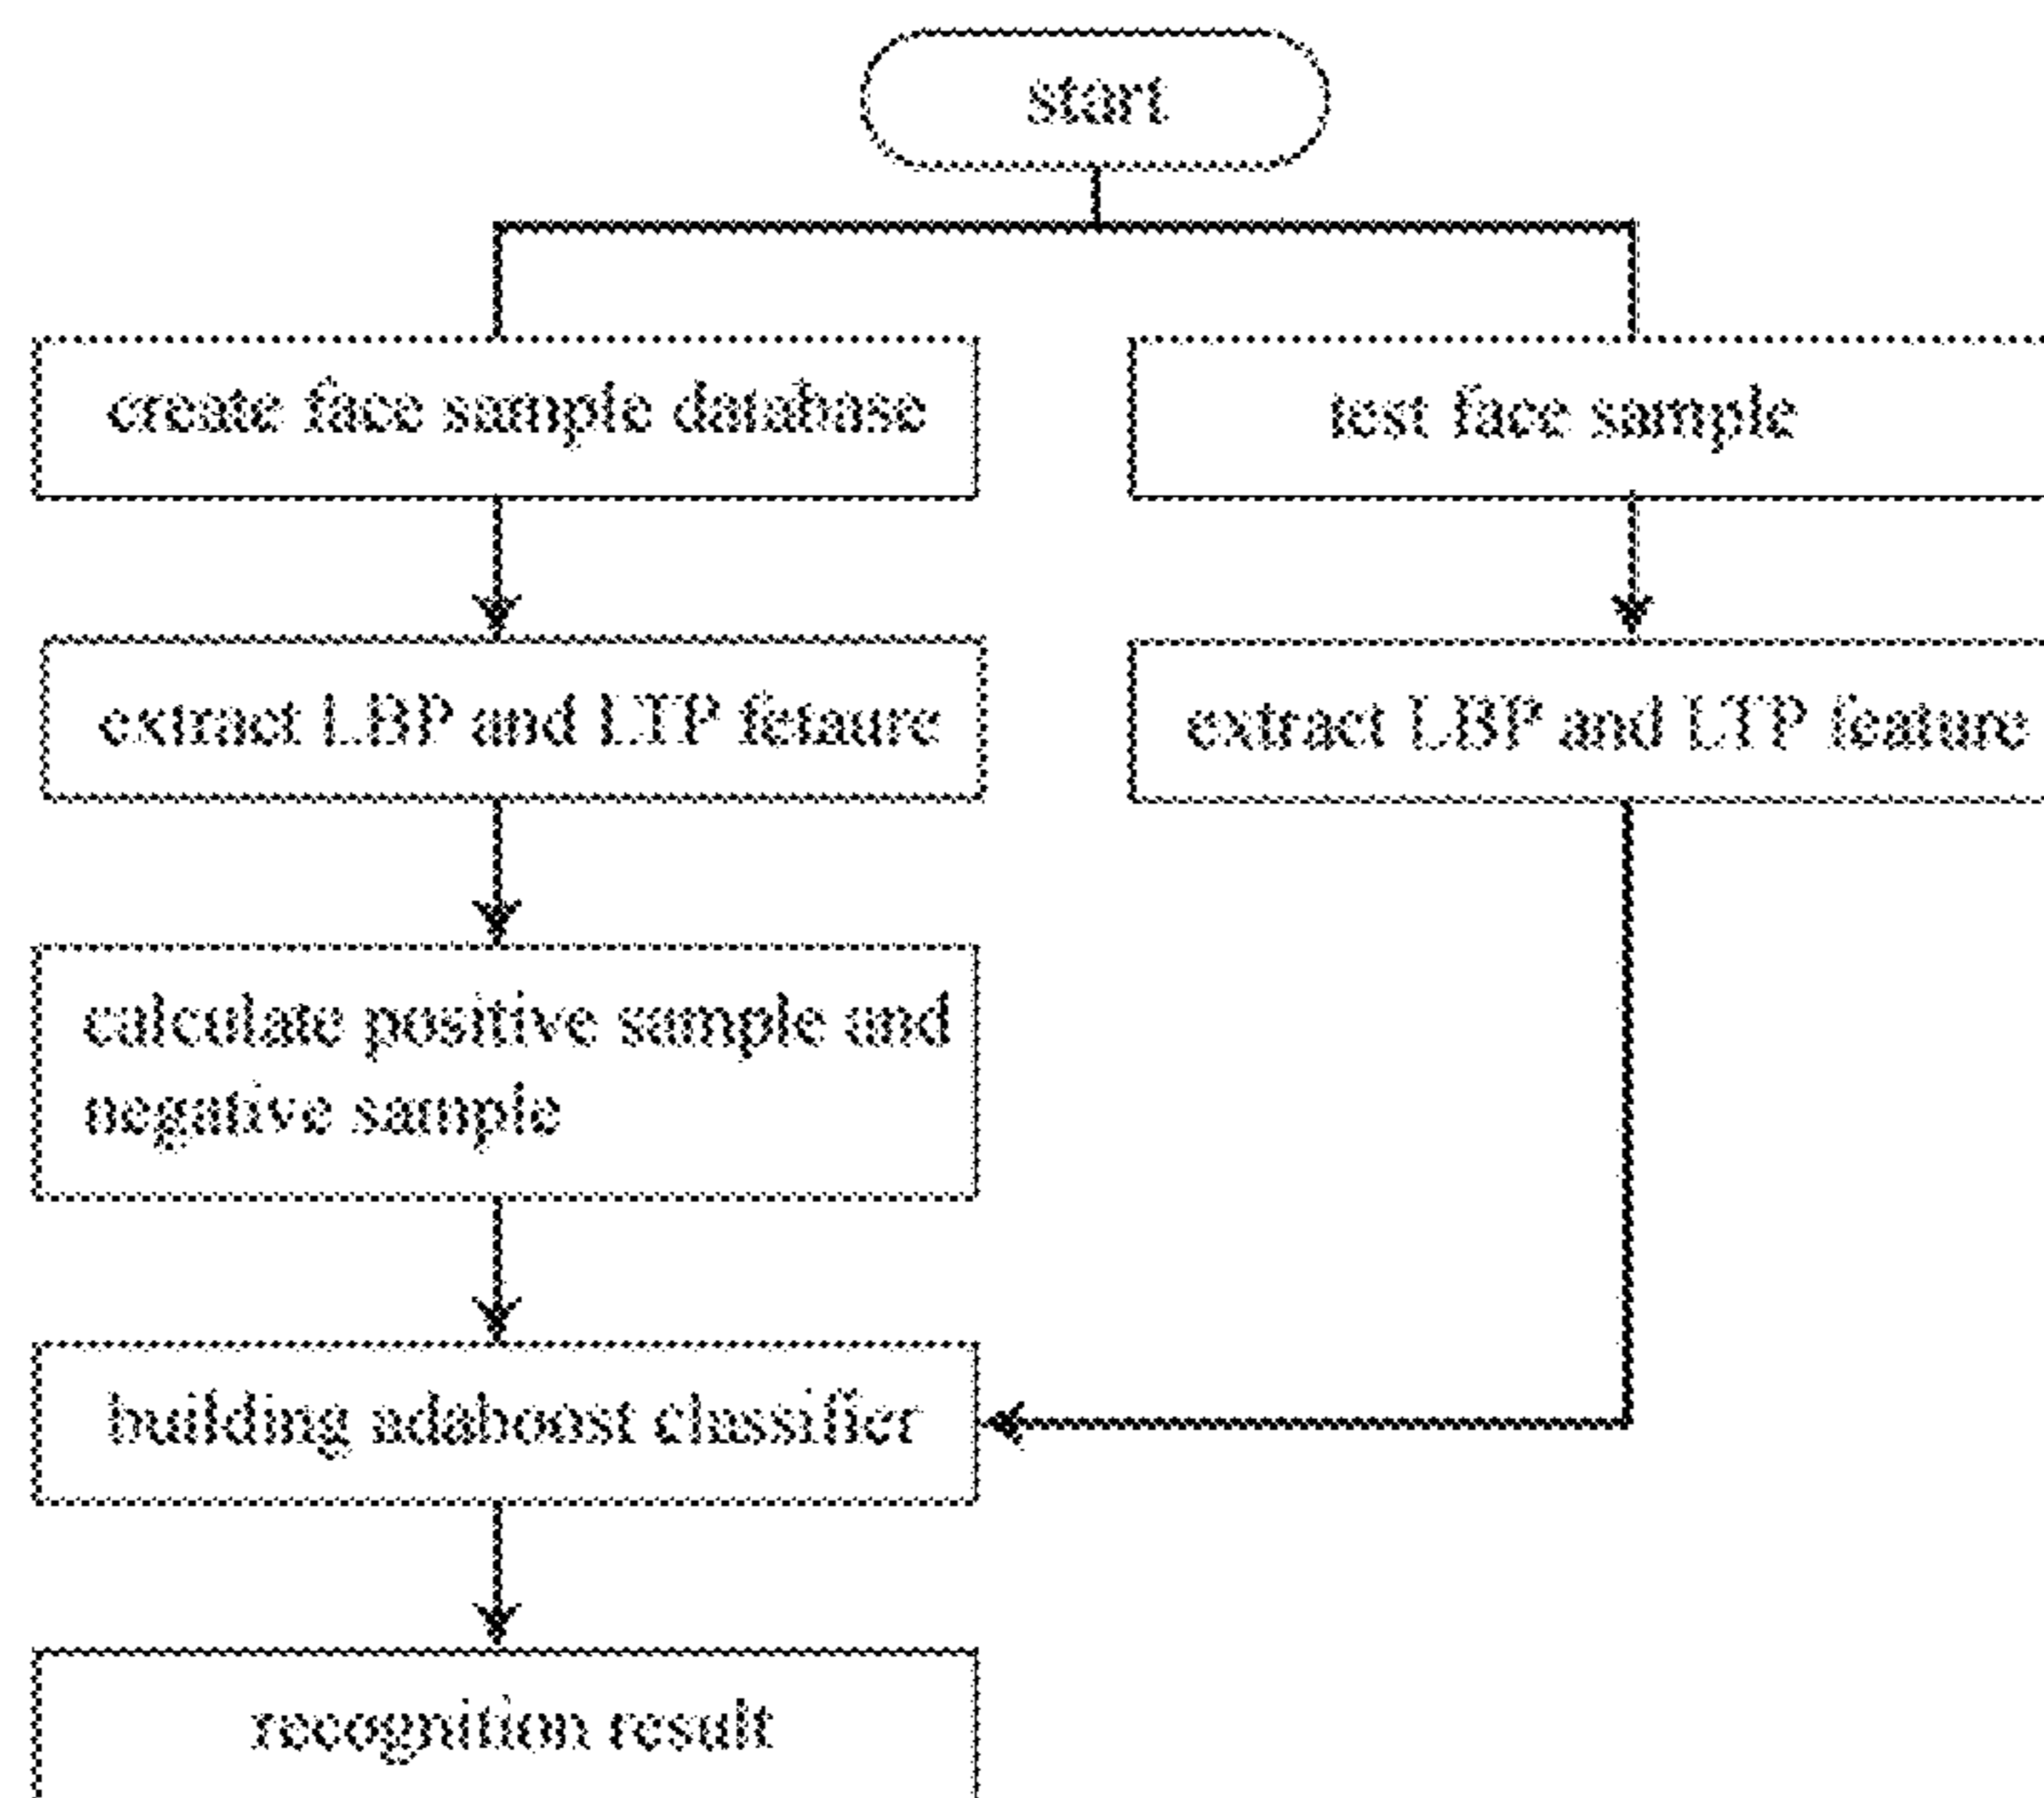 start
create face sample database
test face sample
extract LBP and LTP fetaure
extract LBP and LTP feature
calculate positive sample and
negative sample
building adaboost classifier
recognition result